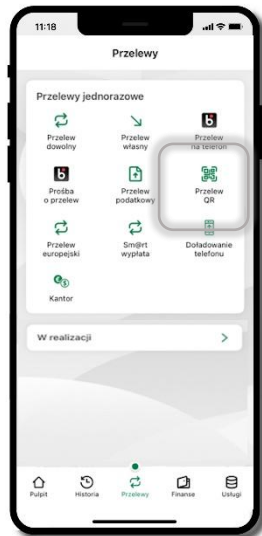 11:18
Przelewy
Przelewy jednorazowe
Przelew
dowolny
Przelew
własny
Przelew
na telefon
Prośba
o przelew
Przelew
podatkowy
Przelew
QR
Przelew
europejski
Sm@rt
wypłata
Doładowanie
telefonu
Kantor
W realizacji
Pulpit
Historia
Przelewy
Finanse
Usługi